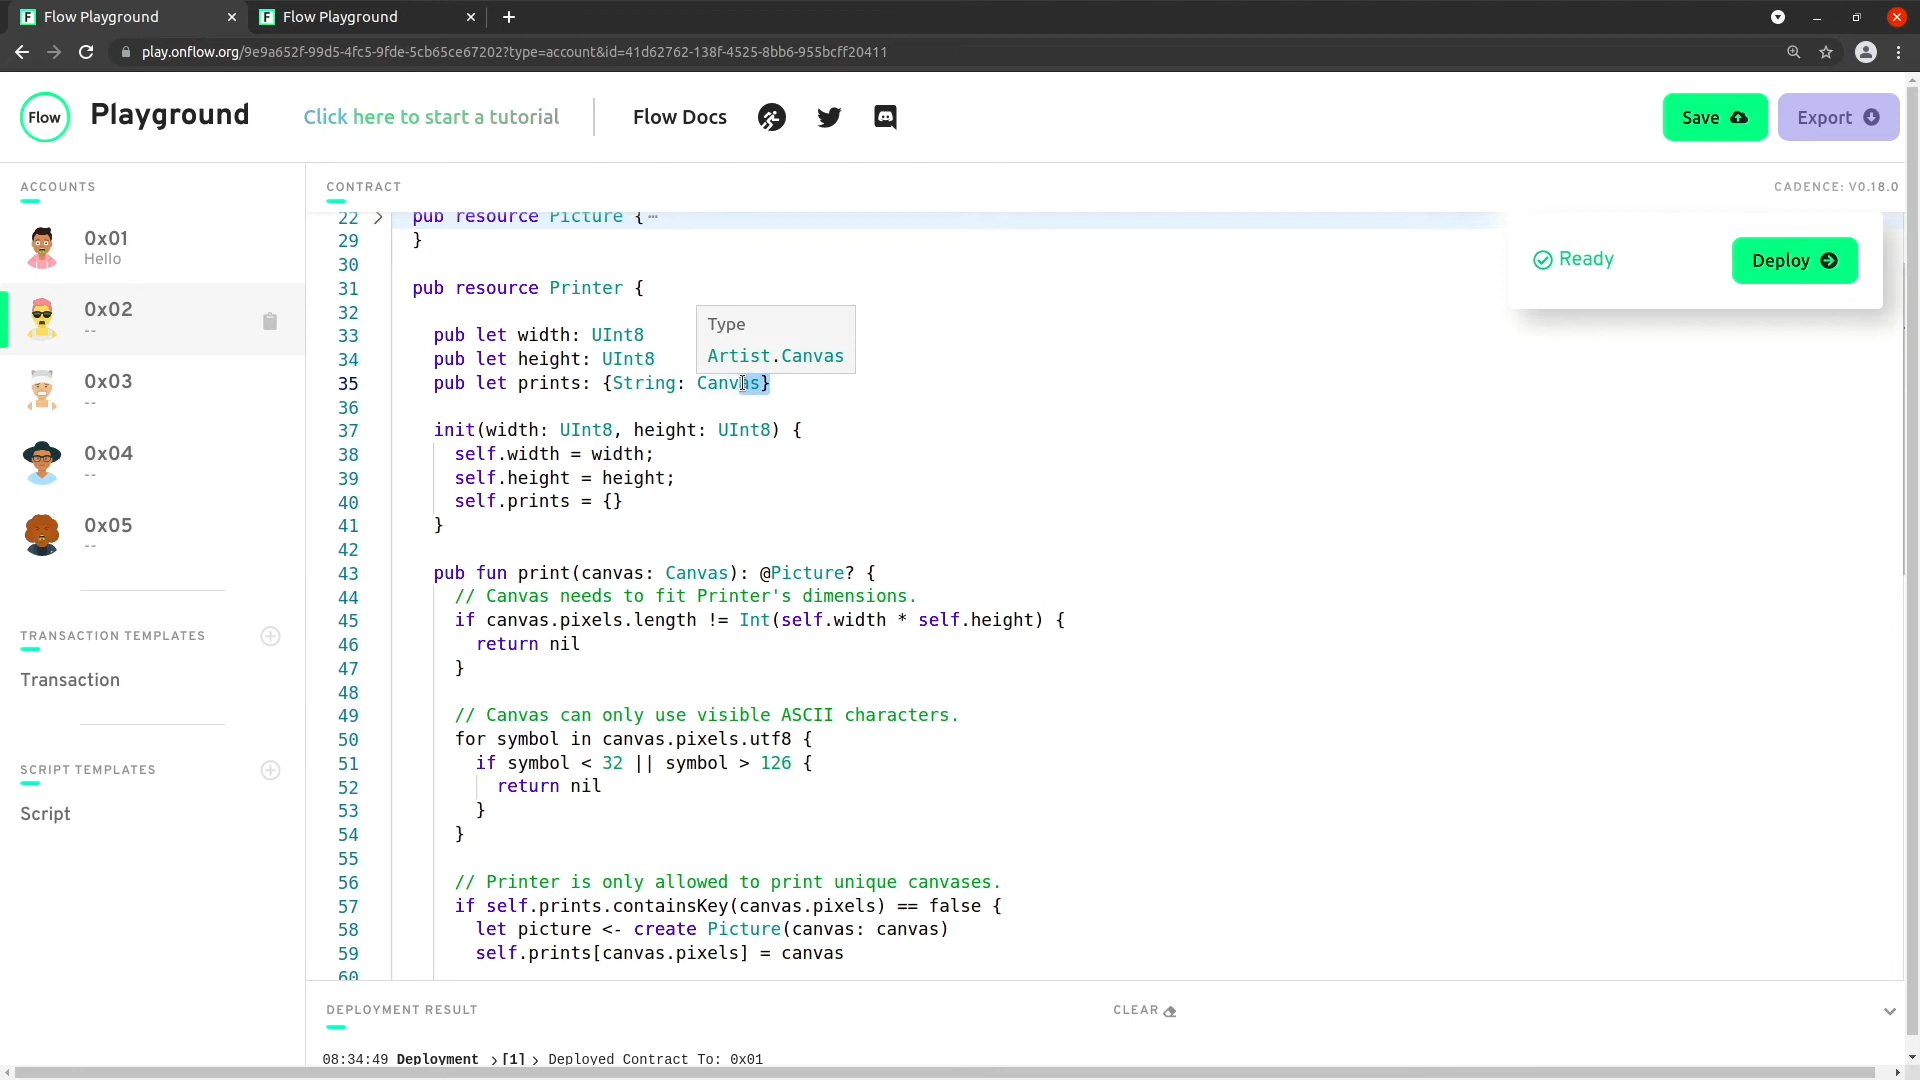 Flow Playground
Flow Playground
play.onflow.org/9e9a652f-99d5-4fc5-9fde-5cb65ce67202?type=account&id=41d62762-138f-4525-8bb6-955bcff20411
Flow Playground
Click here to start a tutorial
Flow Docs
Save
Export
ACCOUNTS
0x01
Hello
0x02
--
0x03
--
0x04
--
0x05
--
TRANSACTION TEMPLATES
Transaction
SCRIPT TEMPLATES
Script
CONTRACT
CADENCE: V0.18.0
Ready
Deploy
22 > pub resource Picture { ⋯
29 }
30
31 pub resource Printer {
32
33 pub let width: UInt8
34 pub let height: UInt8
35 pub let prints: {String: Canvas}
Type
Artist.Canvas
36
37 init(width: UInt8, height: UInt8) {
38 self.width = width;
39 self.height = height;
40 self.prints = {}
41 }
42
43 pub fun print(canvas: Canvas): @Picture? {
44 // Canvas needs to fit Printer's dimensions.
45 if canvas.pixels.length != Int(self.width * self.height) {
46 return nil
47 }
48
49 // Canvas can only use visible ASCII characters.
50 for symbol in canvas.pixels.utf8 {
51 if symbol < 32 || symbol > 126 {
52 return nil
53 }
54 }
55
56 // Printer is only allowed to print unique canvases.
57 if self.prints.containsKey(canvas.pixels) == false {
58 let picture <- create Picture(canvas: canvas)
59 self.prints[canvas.pixels] = canvas
60
DEPLOYMENT RESULT
CLEAR
08:34:49 Deployment >[1] > Deployed Contract To: 0x01